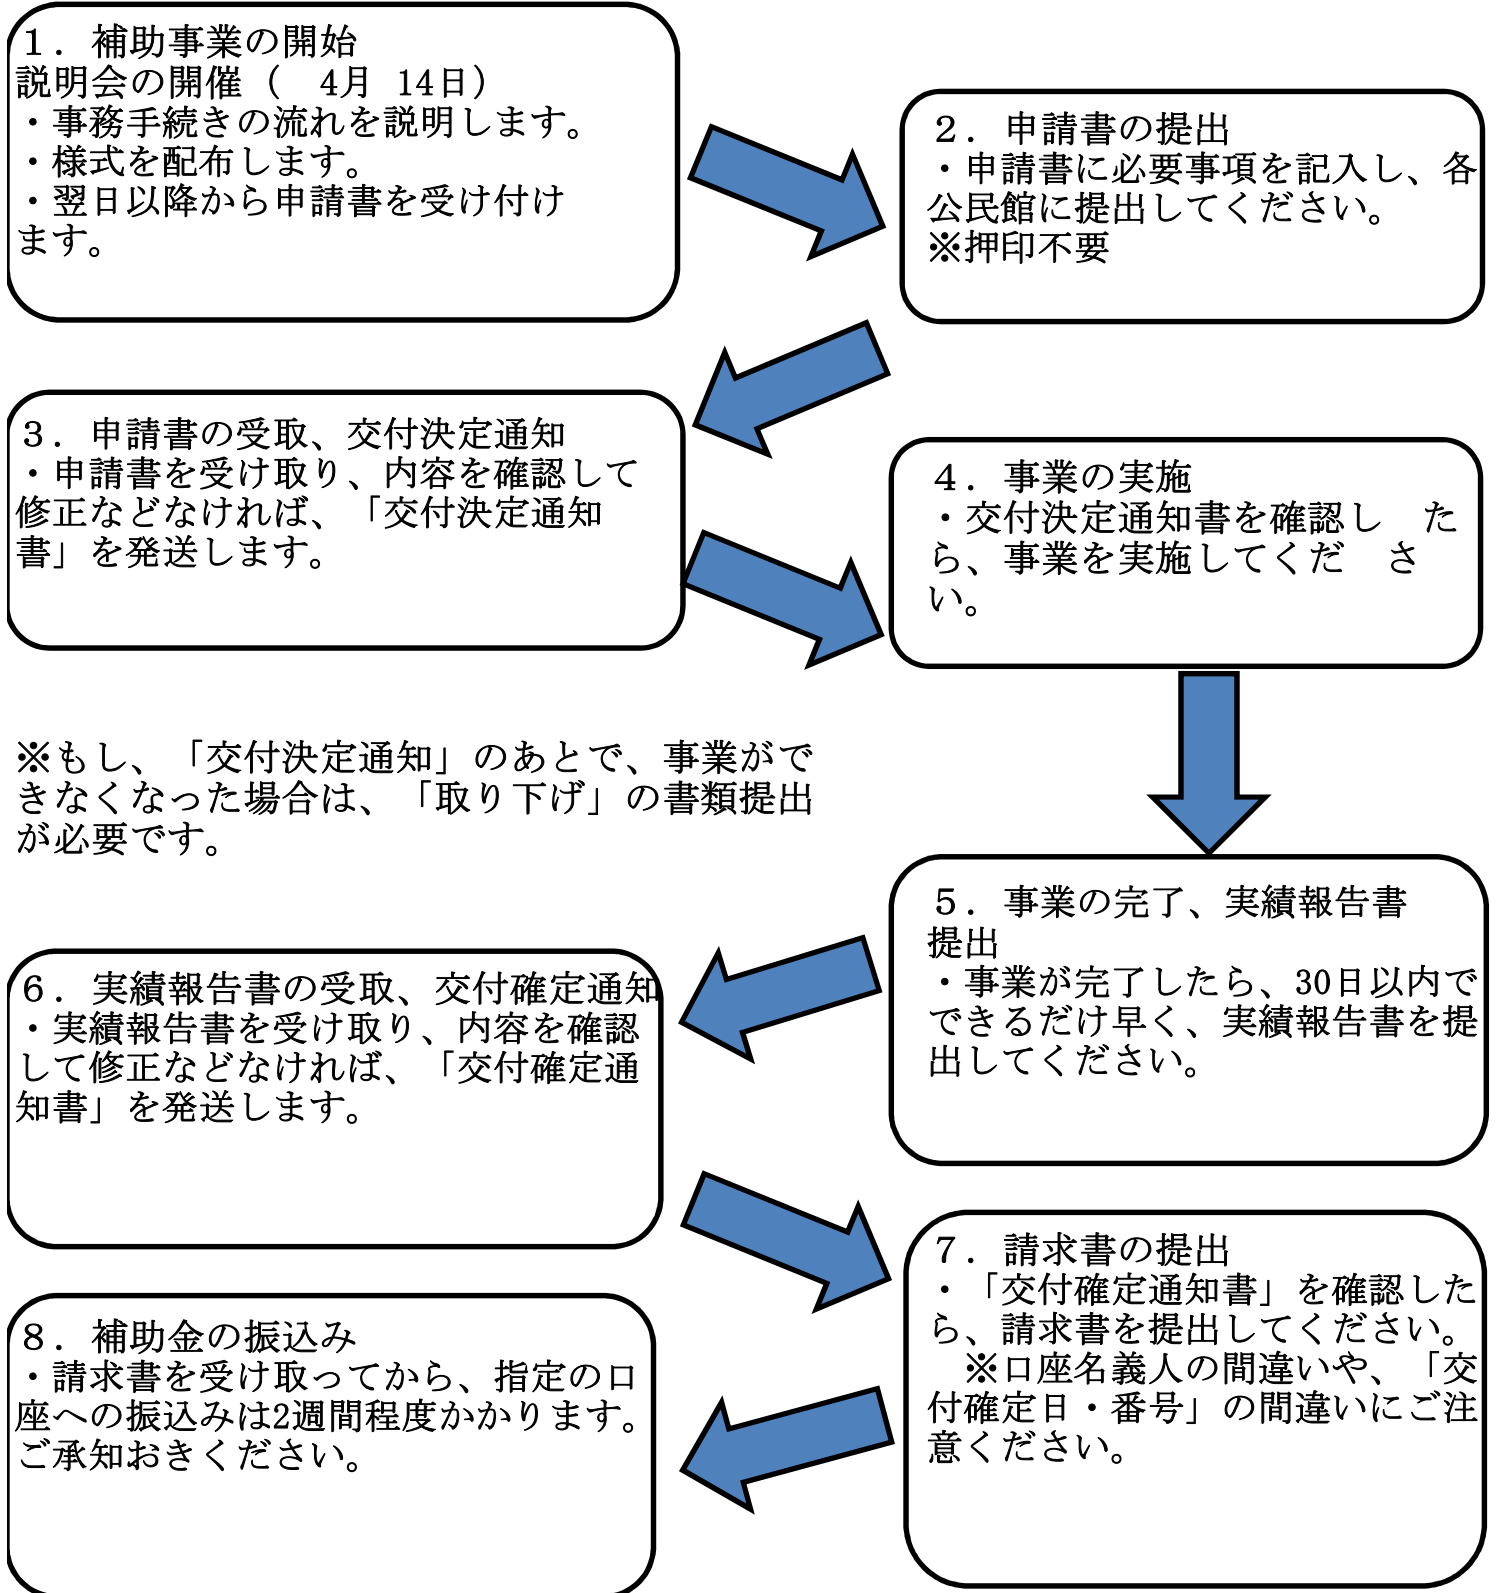 １．補助事業の開始
説明会の開催（　4月 14日）
・事務手続きの流れを説明します。
・様式を配布します。
・翌日以降から申請書を受け付け
ます。
２．申請書の提出
・申請書に必要事項を記入し、各
公民館に提出してください。
※押印不要
３．申請書の受取、交付決定通知
・申請書を受け取り、内容を確認して
修正などなければ、「交付決定通知
書」を発送します。
４．事業の実施
・交付決定通知書を確認し　た
ら、事業を実施してくだ　さ
い。
※もし、「交付決定通知」のあとで、事業がで
きなくなった場合は、「取り下げ」の書類提出
が必要です。
５．事業の完了、実績報告書
提出
・事業が完了したら、30日以内で
できるだけ早く、実績報告書を提
出してください。
６．実績報告書の受取、交付確定通知
・実績報告書を受け取り、内容を確認
して修正などなければ、「交付確定通
知書」を発送します。
７．請求書の提出
・「交付確定通知書」を確認した
ら、請求書を提出してください。
　※口座名義人の間違いや、「交
付確定日・番号」の間違いにご注
意ください。
８．補助金の振込み
・請求書を受け取ってから、指定の口
座への振込みは2週間程度かかります。
ご承知おきください。